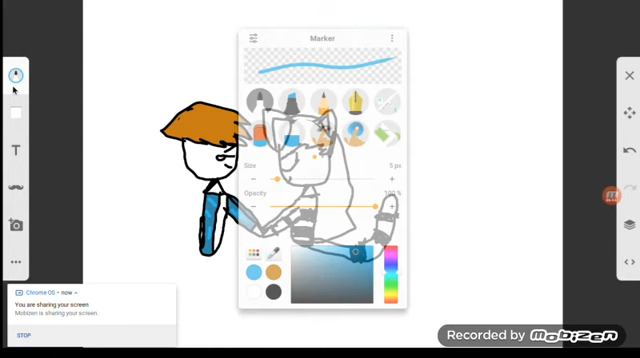 Marker
Size
5 px
Opacity
100 %
T
Chrome OS • now
You are sharing your screen
Mobizen is sharing your screen.
STOP
Recorded by MOBIZEN